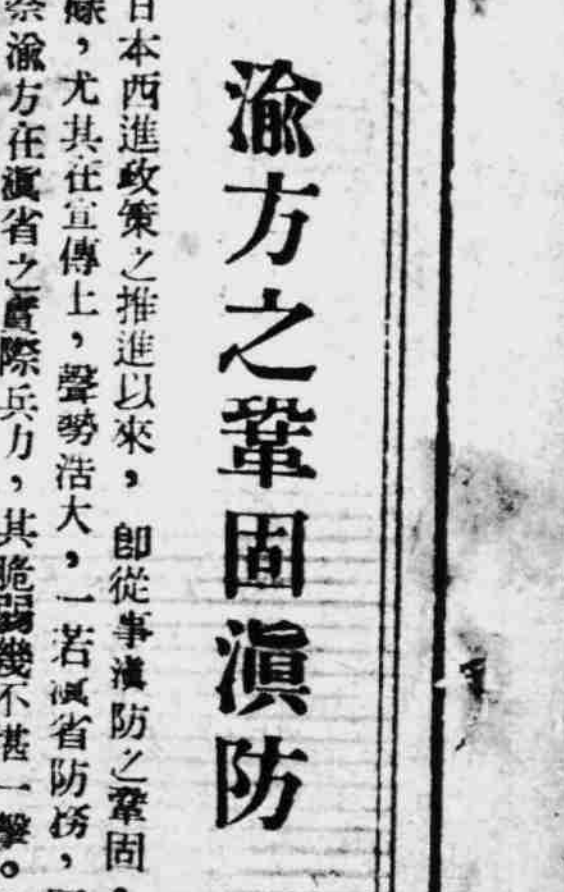 渝方之鞏固滇防
日本西進政策之推進以來，卽從事滇防之鞏固，
尤其在宣傳上，聲勢浩大，一若滇省防務，
渝方在滇省之實際兵力，其脆弱幾不甚一擊。